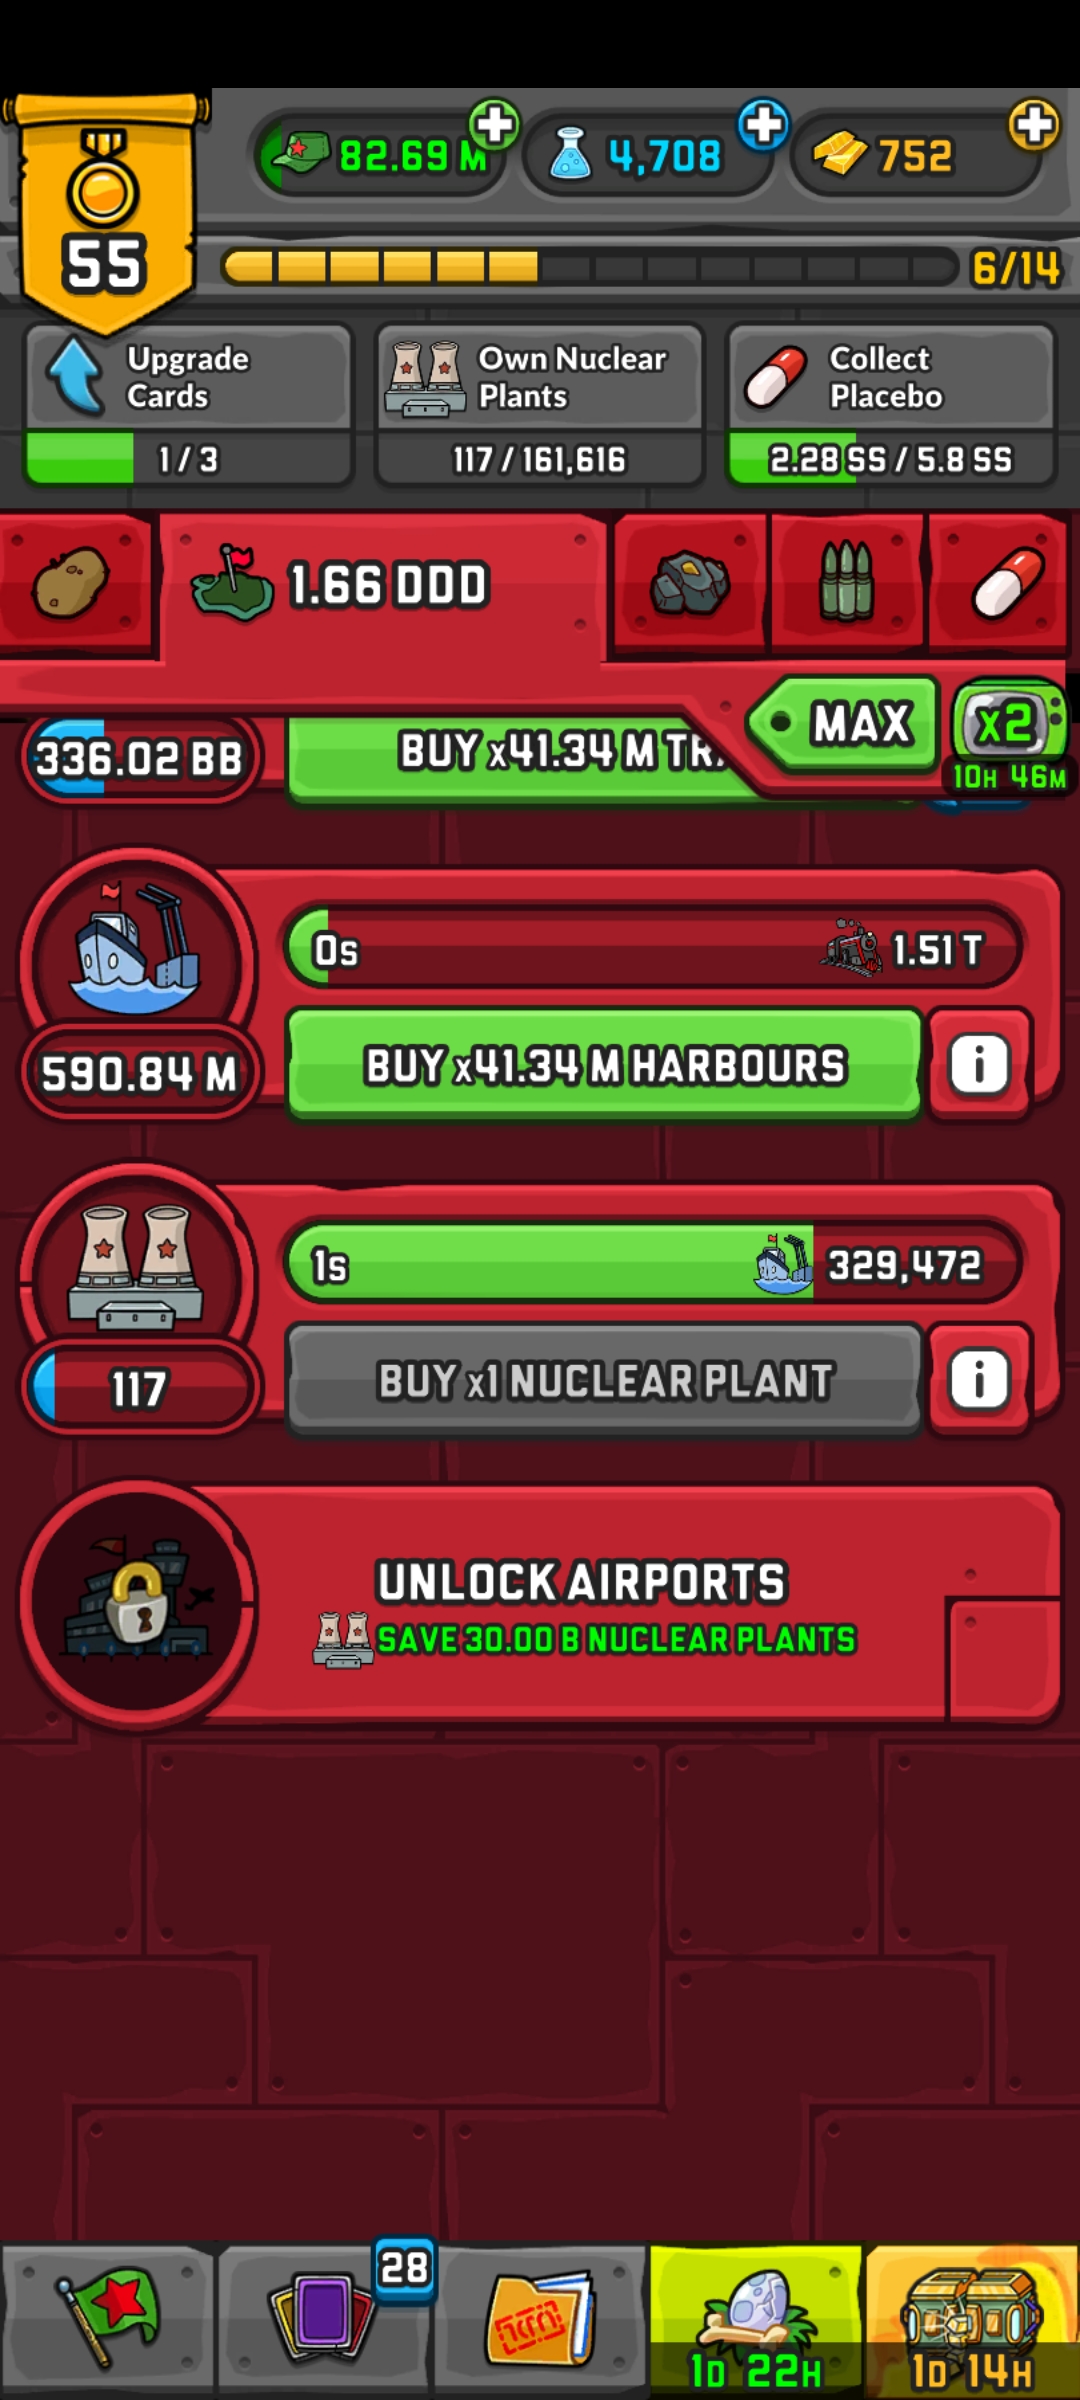 55
82.69 M
4,708
752
6/14
Upgrade
Cards
1 / 3
Own Nuclear
Plants
117 / 161,616
Collect
Placebo
2.28 SS / 5.8 SS
1.66 DDD
MAX
x2
10H 46M
336.02 BB
BUY x41.34 M
0s
1.51 T
590.84 M
BUY x41.34 M HARBOURS
i
1s
329,472
117
BUY x1 NUCLEAR PLANT
i
UNLOCK AIRPORTS
SAVE 30.00 B NUCLEAR PLANTS
28
1D 22H
1D 14H